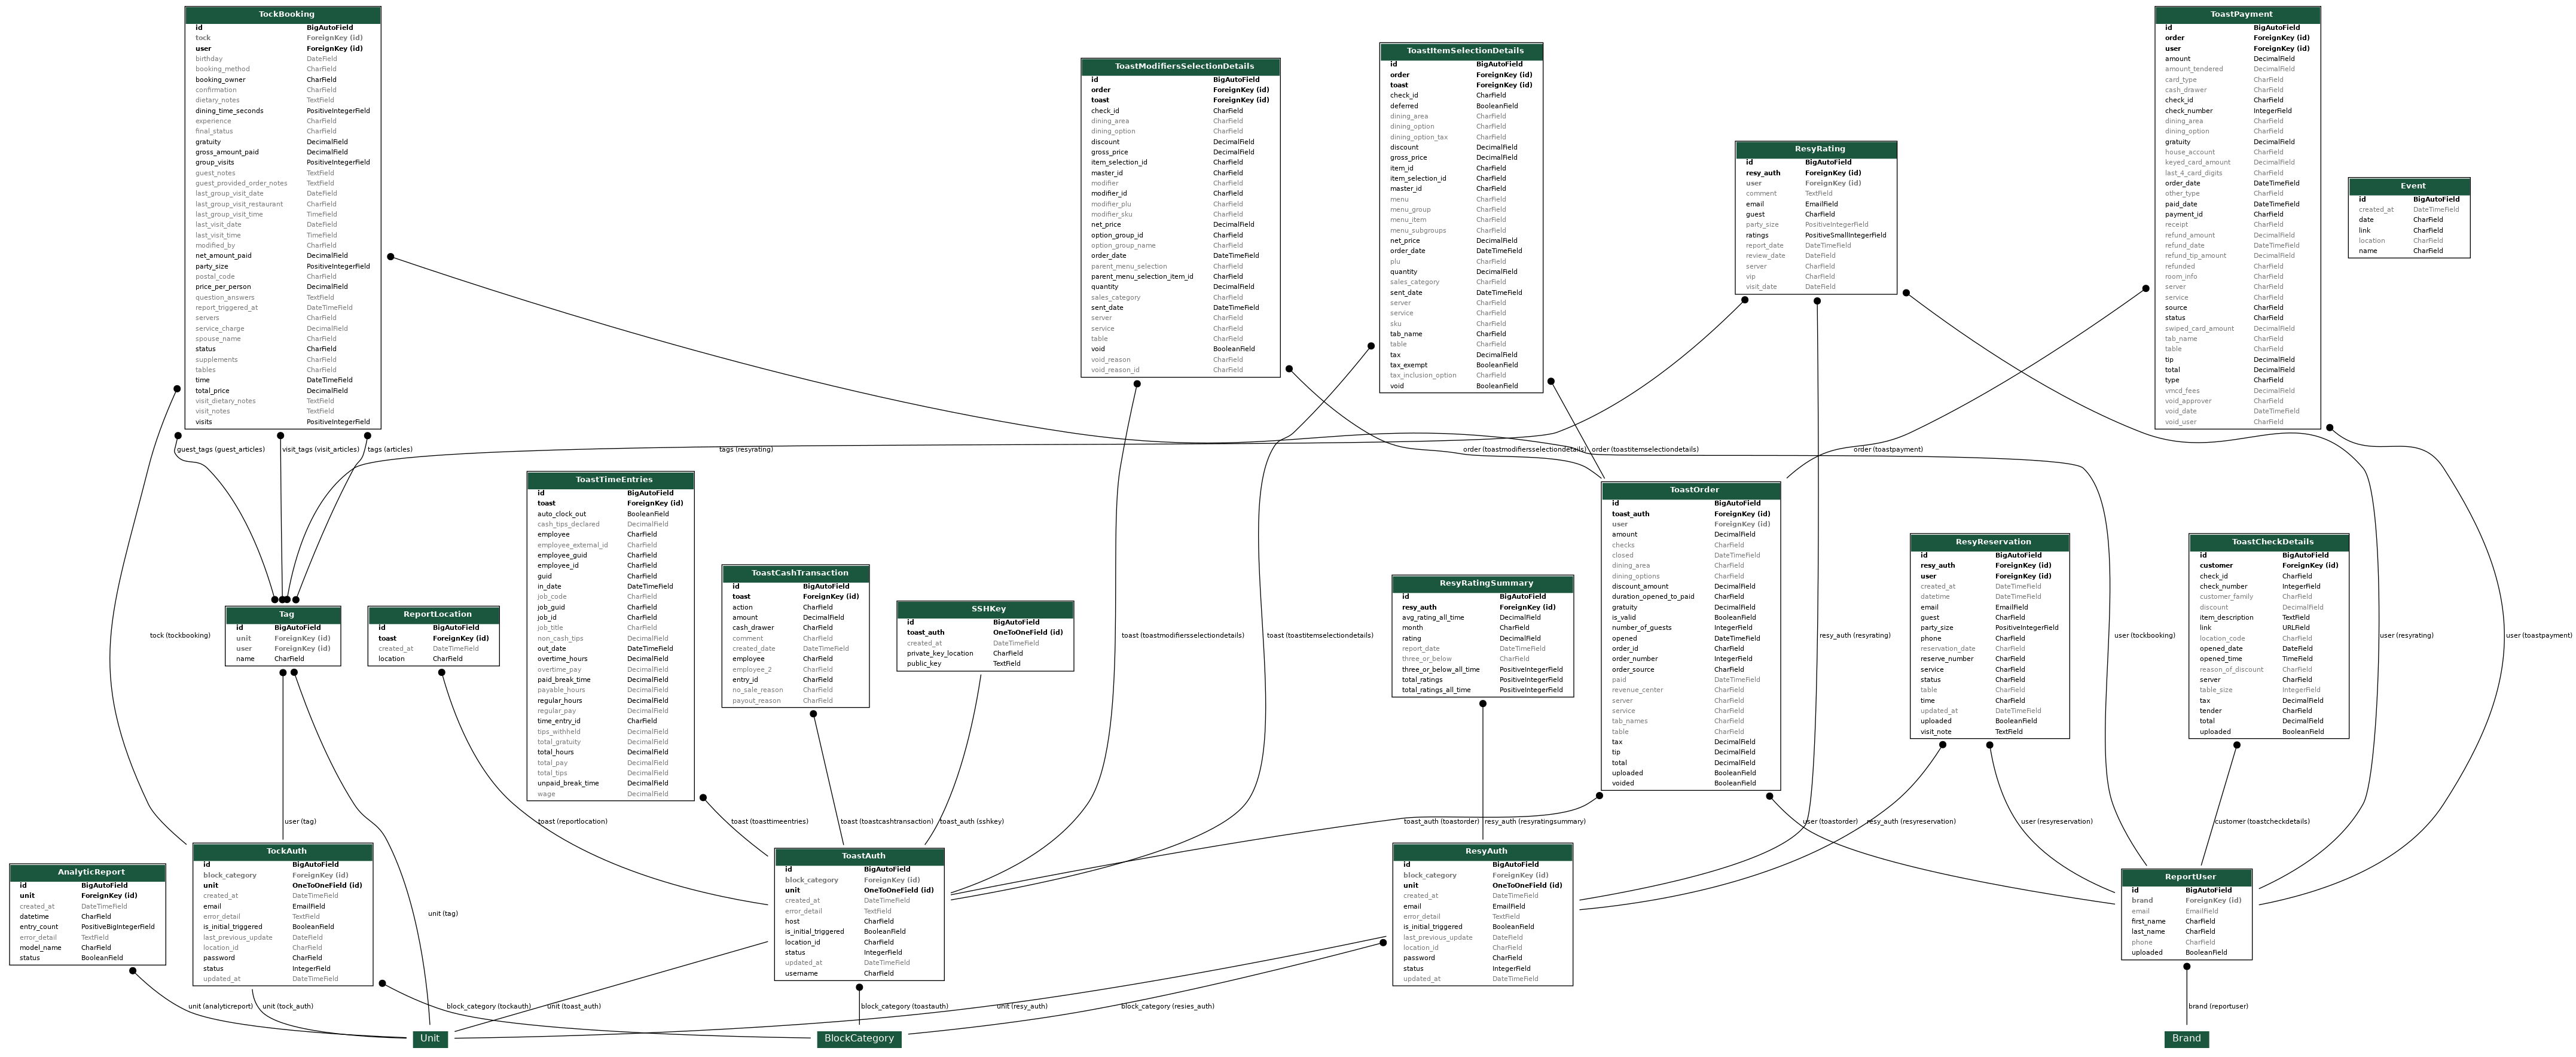 TockBooking
id BigAutoField
tock ForeignKey (id)
user ForeignKey (id)
birthday DateField
booking_method CharField
booking_owner CharField
confirmation CharField
dietary_notes TextField
dining_time_seconds PositiveIntegerField
experience CharField
final_status CharField
gratuity DecimalField
gross_amount_paid DecimalField
group_visits PositiveIntegerField
guest_notes TextField
guest_provided_order_notes TextField
last_group_visit_date DateField
last_group_visit_restaurant CharField
last_group_visit_time TimeField
last_visit_date DateField
last_visit_time TimeField
modified_by CharField
net_amount_paid DecimalField
party_size PositiveIntegerField
postal_code CharField
price_per_person DecimalField
question_answers TextField
report_triggered_at DateTimeField
servers CharField
service_charge DecimalField
spouse_name CharField
status CharField
supplements CharField
tables CharField
time DateTimeField
total_price DecimalField
visit_dietary_notes TextField
visit_notes TextField
visits PositiveIntegerField
ToastModifiersSelectionDetails
id BigAutoField
order ForeignKey (id)
toast ForeignKey (id)
check_id CharField
dining_area CharField
dining_option CharField
discount DecimalField
gross_price DecimalField
item_selection_id CharField
master_id CharField
modifier CharField
modifier_id CharField
modifier_plu CharField
modifier_sku CharField
net_price DecimalField
option_group_id CharField
option_group_name CharField
order_date DateTimeField
parent_menu_selection CharField
parent_menu_selection_item_id CharField
quantity DecimalField
sales_category CharField
sent_date DateTimeField
server CharField
service CharField
table CharField
void BooleanField
void_reason CharField
void_reason_id CharField
ToastItemSelectionDetails
id BigAutoField
order ForeignKey (id)
toast ForeignKey (id)
check_id CharField
deferred BooleanField
dining_area CharField
dining_option CharField
dining_option_tax CharField
discount DecimalField
gross_price DecimalField
item_id CharField
item_selection_id CharField
master_id CharField
menu CharField
menu_group CharField
menu_item CharField
menu_subgroups CharField
net_price DecimalField
order_date DateTimeField
plu CharField
quantity DecimalField
sales_category CharField
sent_date DateTimeField
server CharField
service CharField
sku CharField
tab_name CharField
table CharField
tax DecimalField
tax_exempt BooleanField
tax_inclusion_option CharField
void BooleanField
ResyRating
id BigAutoField
resy_auth ForeignKey (id)
user ForeignKey (id)
comment TextField
email EmailField
guest CharField
party_size PositiveIntegerField
ratings PositiveSmallIntegerField
report_date DateTimeField
review_date DateField
server CharField
vip CharField
visit_date DateField
ToastPayment
id BigAutoField
order ForeignKey (id)
user ForeignKey (id)
amount DecimalField
amount_tendered DecimalField
card_type CharField
cash_drawer CharField
check_id CharField
check_number IntegerField
dining_area CharField
dining_option CharField
gratuity DecimalField
house_account CharField
keyed_card_amount DecimalField
last_4_card_digits CharField
order_date DateTimeField
other_type CharField
paid_date DateTimeField
payment_id CharField
receipt CharField
refund_amount DecimalField
refund_date DateTimeField
refund_tip_amount DecimalField
refunded CharField
room_info CharField
server CharField
service CharField
source CharField
status CharField
swiped_card_amount DecimalField
tab_name CharField
table CharField
tip DecimalField
total DecimalField
type CharField
vmcd_fees DecimalField
void_approver CharField
void_date DateTimeField
void_user CharField
Event
id BigAutoField
created_at DateTimeField
date CharField
link CharField
location CharField
name CharField
guest_tags (guest_articles)
visit_tags (visit_articles)
tags (articles)
tags (resyrating)
order (toastmodifiersselectiondetails)
order (toastitemselectiondetails)
order (toastpayment)
ToastTimeEntries
id BigAutoField
toast ForeignKey (id)
auto_clock_out BooleanField
cash_tips_declared DecimalField
employee CharField
employee_external_id CharField
employee_guid CharField
employee_id CharField
guid CharField
in_date DateTimeField
job_code CharField
job_guid CharField
job_id CharField
job_title CharField
non_cash_tips DecimalField
out_date DateTimeField
overtime_hours DecimalField
overtime_pay DecimalField
paid_break_time DecimalField
payable_hours DecimalField
regular_hours DecimalField
regular_pay DecimalField
time_entry_id CharField
tips_withheld DecimalField
total_gratuity DecimalField
total_hours DecimalField
total_pay DecimalField
total_tips DecimalField
unpaid_break_time DecimalField
wage DecimalField
ToastCashTransaction
id BigAutoField
toast ForeignKey (id)
action CharField
amount DecimalField
cash_drawer CharField
comment CharField
created_date DateTimeField
employee CharField
employee_2 CharField
entry_id CharField
no_sale_reason CharField
payout_reason CharField
SSHKey
id BigAutoField
toast_auth OneToOneField (id)
created_at DateTimeField
private_key_location CharField
public_key TextField
ToastOrder
id BigAutoField
toast_auth ForeignKey (id)
user ForeignKey (id)
amount DecimalField
checks CharField
closed DateTimeField
dining_area CharField
dining_options CharField
discount_amount DecimalField
duration_opened_to_paid CharField
gratuity DecimalField
is_valid BooleanField
number_of_guests IntegerField
opened DateTimeField
order_id CharField
order_number IntegerField
order_source CharField
paid DateTimeField
revenue_center CharField
server CharField
service CharField
tab_names CharField
table CharField
tax DecimalField
tip DecimalField
total DecimalField
uploaded BooleanField
voided BooleanField
ResyRatingSummary
id BigAutoField
resy_auth ForeignKey (id)
avg_rating_all_time DecimalField
month CharField
rating DecimalField
report_date DateTimeField
three_or_below CharField
three_or_below_all_time PositiveIntegerField
total_ratings PositiveIntegerField
total_ratings_all_time PositiveIntegerField
ResyReservation
id BigAutoField
resy_auth ForeignKey (id)
user ForeignKey (id)
created_at DateTimeField
datetime DateTimeField
email EmailField
guest CharField
party_size PositiveIntegerField
phone CharField
reservation_date CharField
reserve_number CharField
service CharField
status CharField
table CharField
time CharField
updated_at DateTimeField
uploaded BooleanField
visit_note TextField
ToastCheckDetails
id BigAutoField
customer ForeignKey (id)
check_id CharField
check_number IntegerField
customer_family CharField
discount DecimalField
item_description TextField
link URLField
location_code CharField
opened_date DateField
opened_time TimeField
reason_of_discount CharField
server CharField
table_size IntegerField
tax DecimalField
tender CharField
total DecimalField
uploaded BooleanField
Tag
id BigAutoField
unit ForeignKey (id)
user ForeignKey (id)
name CharField
ReportLocation
id BigAutoField
toast ForeignKey (id)
created_at DateTimeField
location CharField
tock (tockbooking)
toast (toastmodifiersselectiondetails)
toast (toastitemselectiondetails)
resy_auth (resyrating)
user (tockbooking)
user (resyrating)
user (toastpayment)
user (tag)
toast (reportlocation)
toast (toasttimeentries)
toast (toastcashtransaction)
toast_auth (sshkey)
toast_auth (toastorder)
resy_auth (resyratingsummary)
user (toastorder)
resy_auth (resyreservation)
user (resyreservation)
customer (toastcheckdetails)
AnalyticReport
id BigAutoField
unit ForeignKey (id)
created_at DateTimeField
datetime CharField
entry_count PositiveBigIntegerField
error_detail TextField
model_name CharField
status BooleanField
TockAuth
id BigAutoField
block_category ForeignKey (id)
unit OneToOneField (id)
created_at DateTimeField
email EmailField
error_detail TextField
is_initial_triggered BooleanField
last_previous_update DateField
location_id CharField
password CharField
status IntegerField
updated_at DateTimeField
unit (tag)
ToastAuth
id BigAutoField
block_category ForeignKey (id)
unit OneToOneField (id)
created_at DateTimeField
error_detail TextField
host CharField
is_initial_triggered BooleanField
location_id CharField
status IntegerField
updated_at DateTimeField
username CharField
ResyAuth
id BigAutoField
block_category ForeignKey (id)
unit OneToOneField (id)
created_at DateTimeField
email EmailField
error_detail TextField
is_initial_triggered BooleanField
last_previous_update DateField
location_id CharField
password CharField
status IntegerField
updated_at DateTimeField
ReportUser
id BigAutoField
brand ForeignKey (id)
email EmailField
first_name CharField
last_name CharField
phone CharField
uploaded BooleanField
unit (analyticreport)
unit (tock_auth)
block_category (tockauth)
unit (toast_auth)
block_category (toastauth)
unit (resy_auth)
block_category (resies_auth)
brand (reportuser)
Unit
BlockCategory
Brand